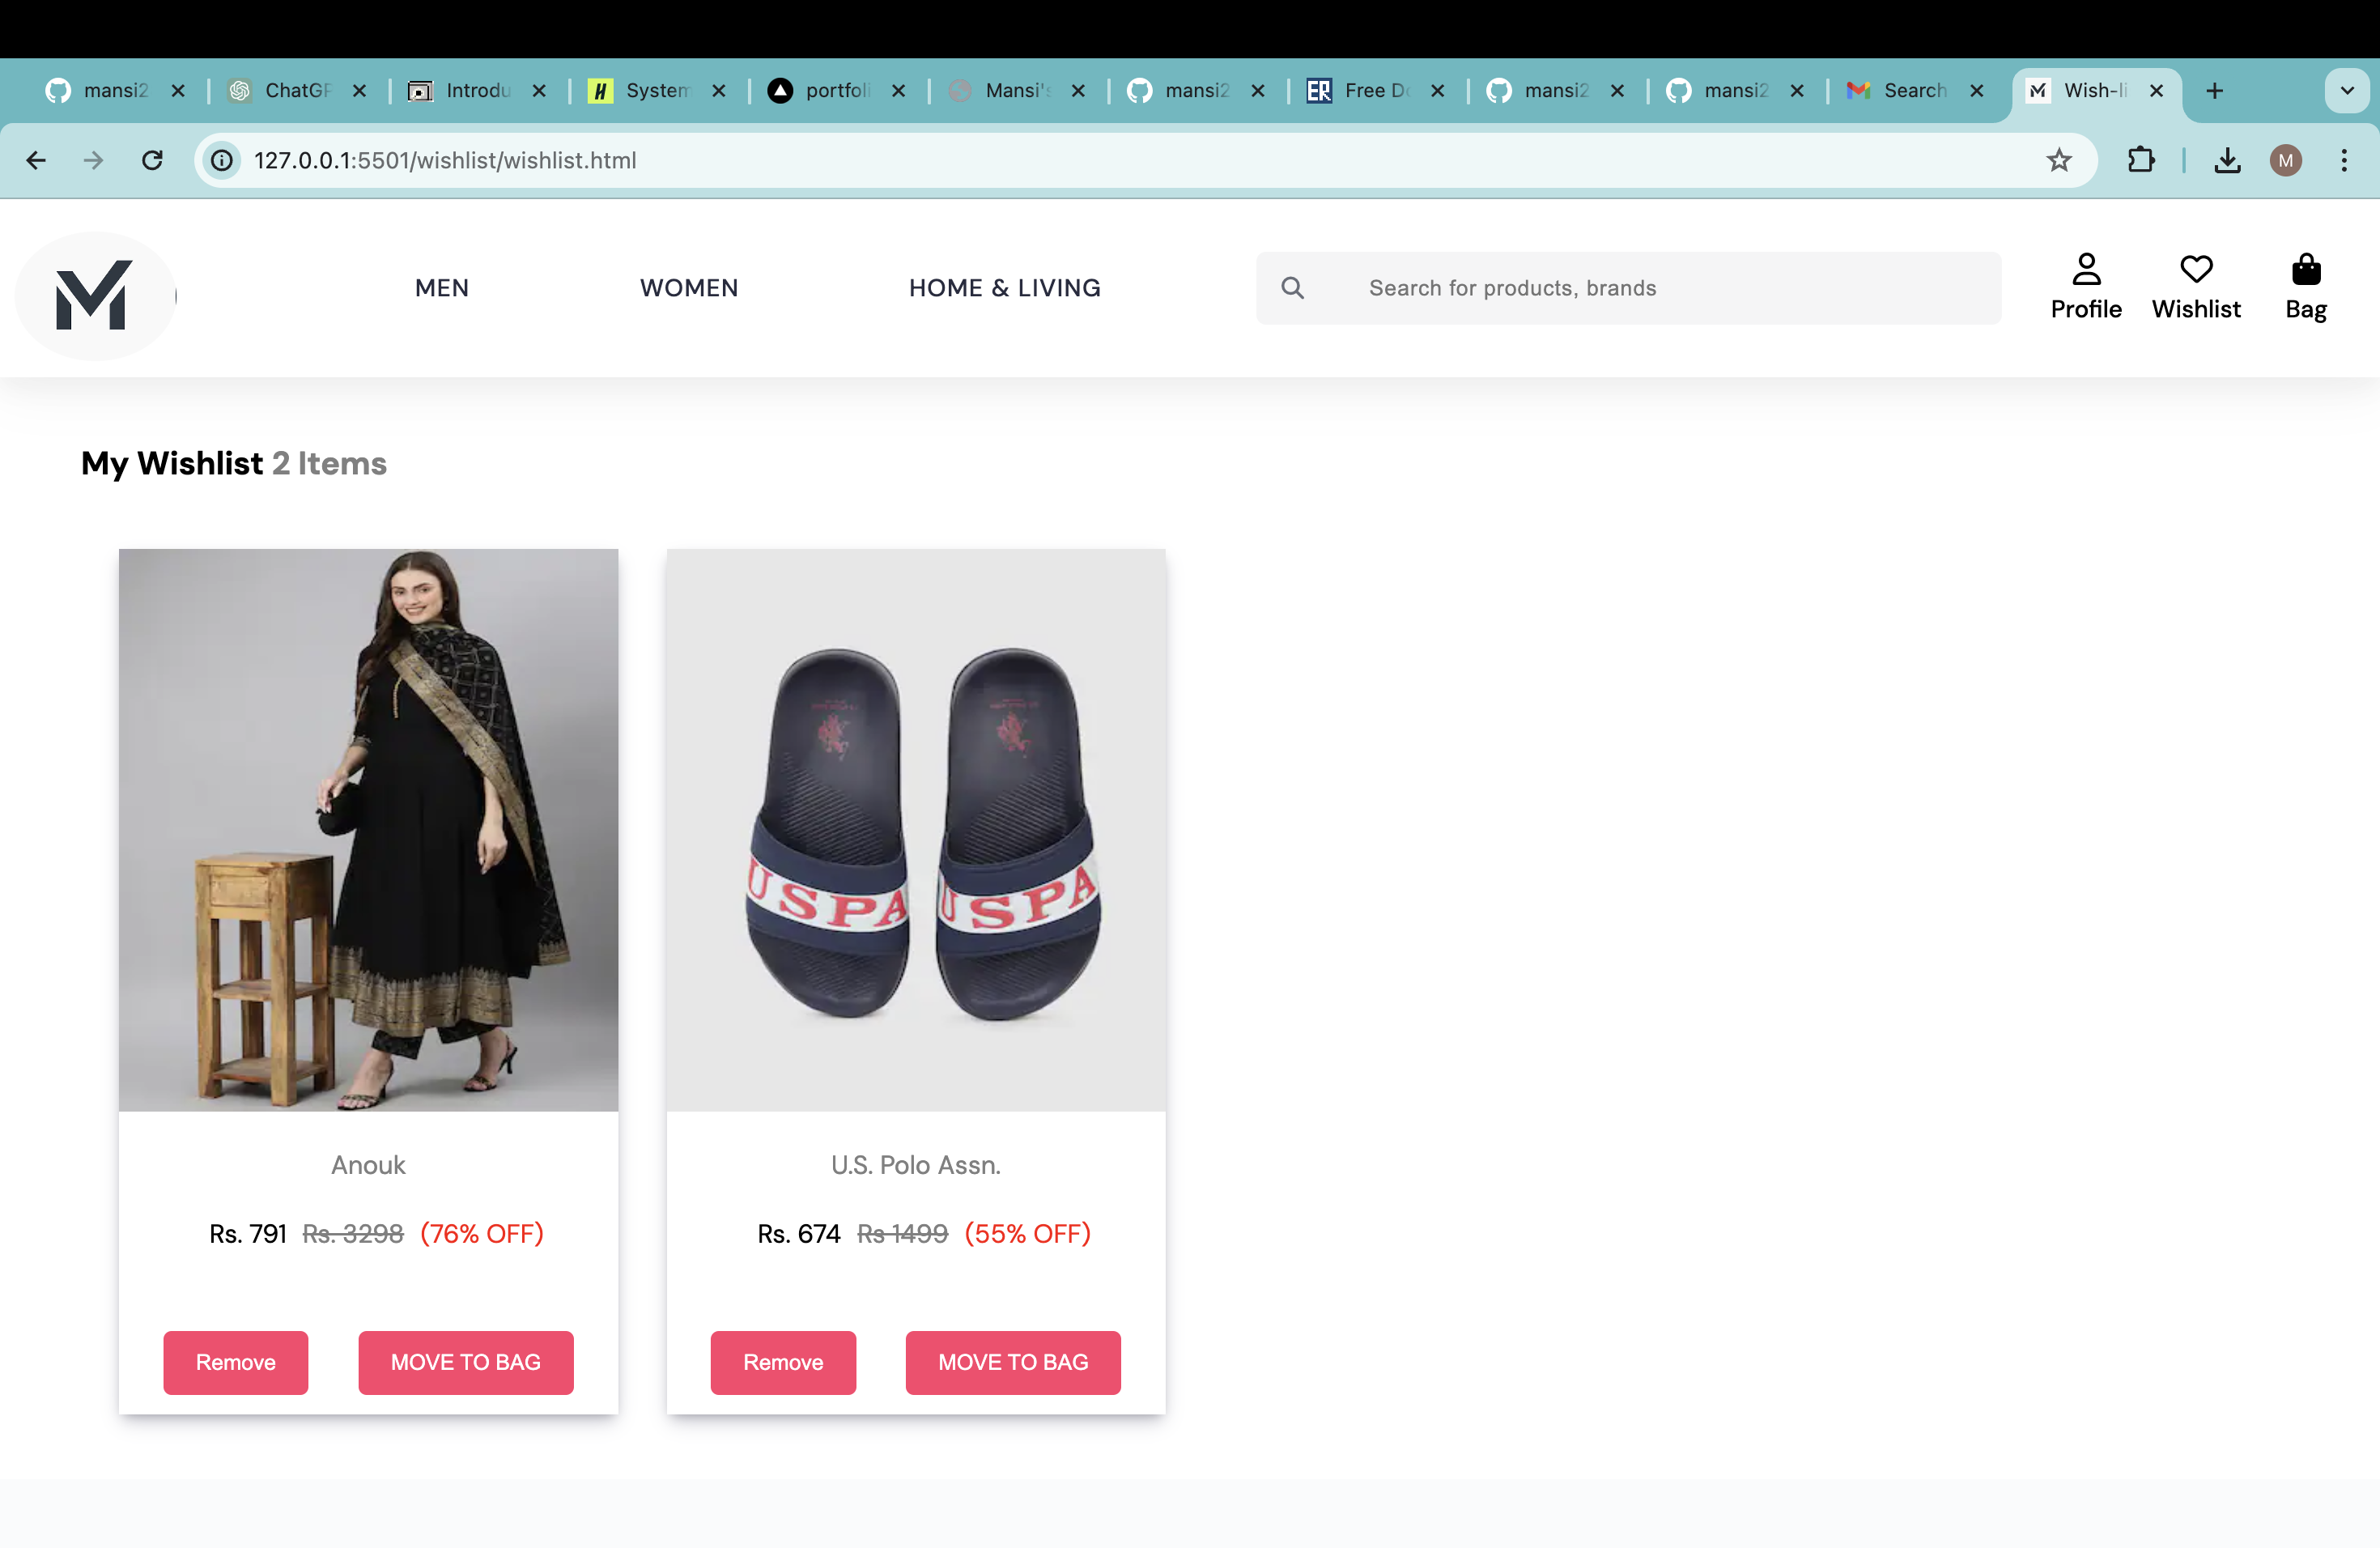 mansi2
ChatGP
Introdu
System
portfoli
Mansi's
mansi2
Free Do
mansi2
mansi2
Search
Wish-li
127.0.0.1:5501/wishlist/wishlist.html
M
MEN
WOMEN
HOME & LIVING
Search for products, brands
Profile
Wishlist
Bag
My Wishlist 2 Items
USPA
USPA
Anouk
U.S. Polo Assn.
Rs. 791 Rs. 3298 (76% OFF)
Rs. 674 Rs 1499 (55% OFF)
Remove
MOVE TO BAG
Remove
MOVE TO BAG